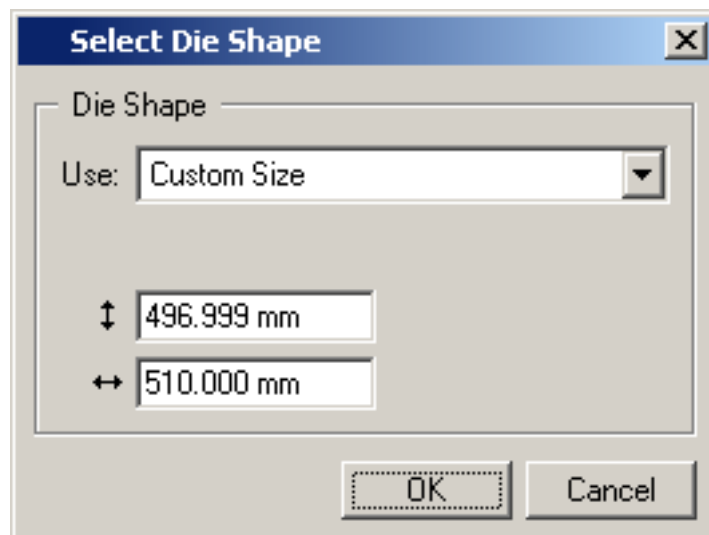 Select Die Shape
Die Shape
Use: Custom Size
496.999 mm
510.000 mm
OK Cancel